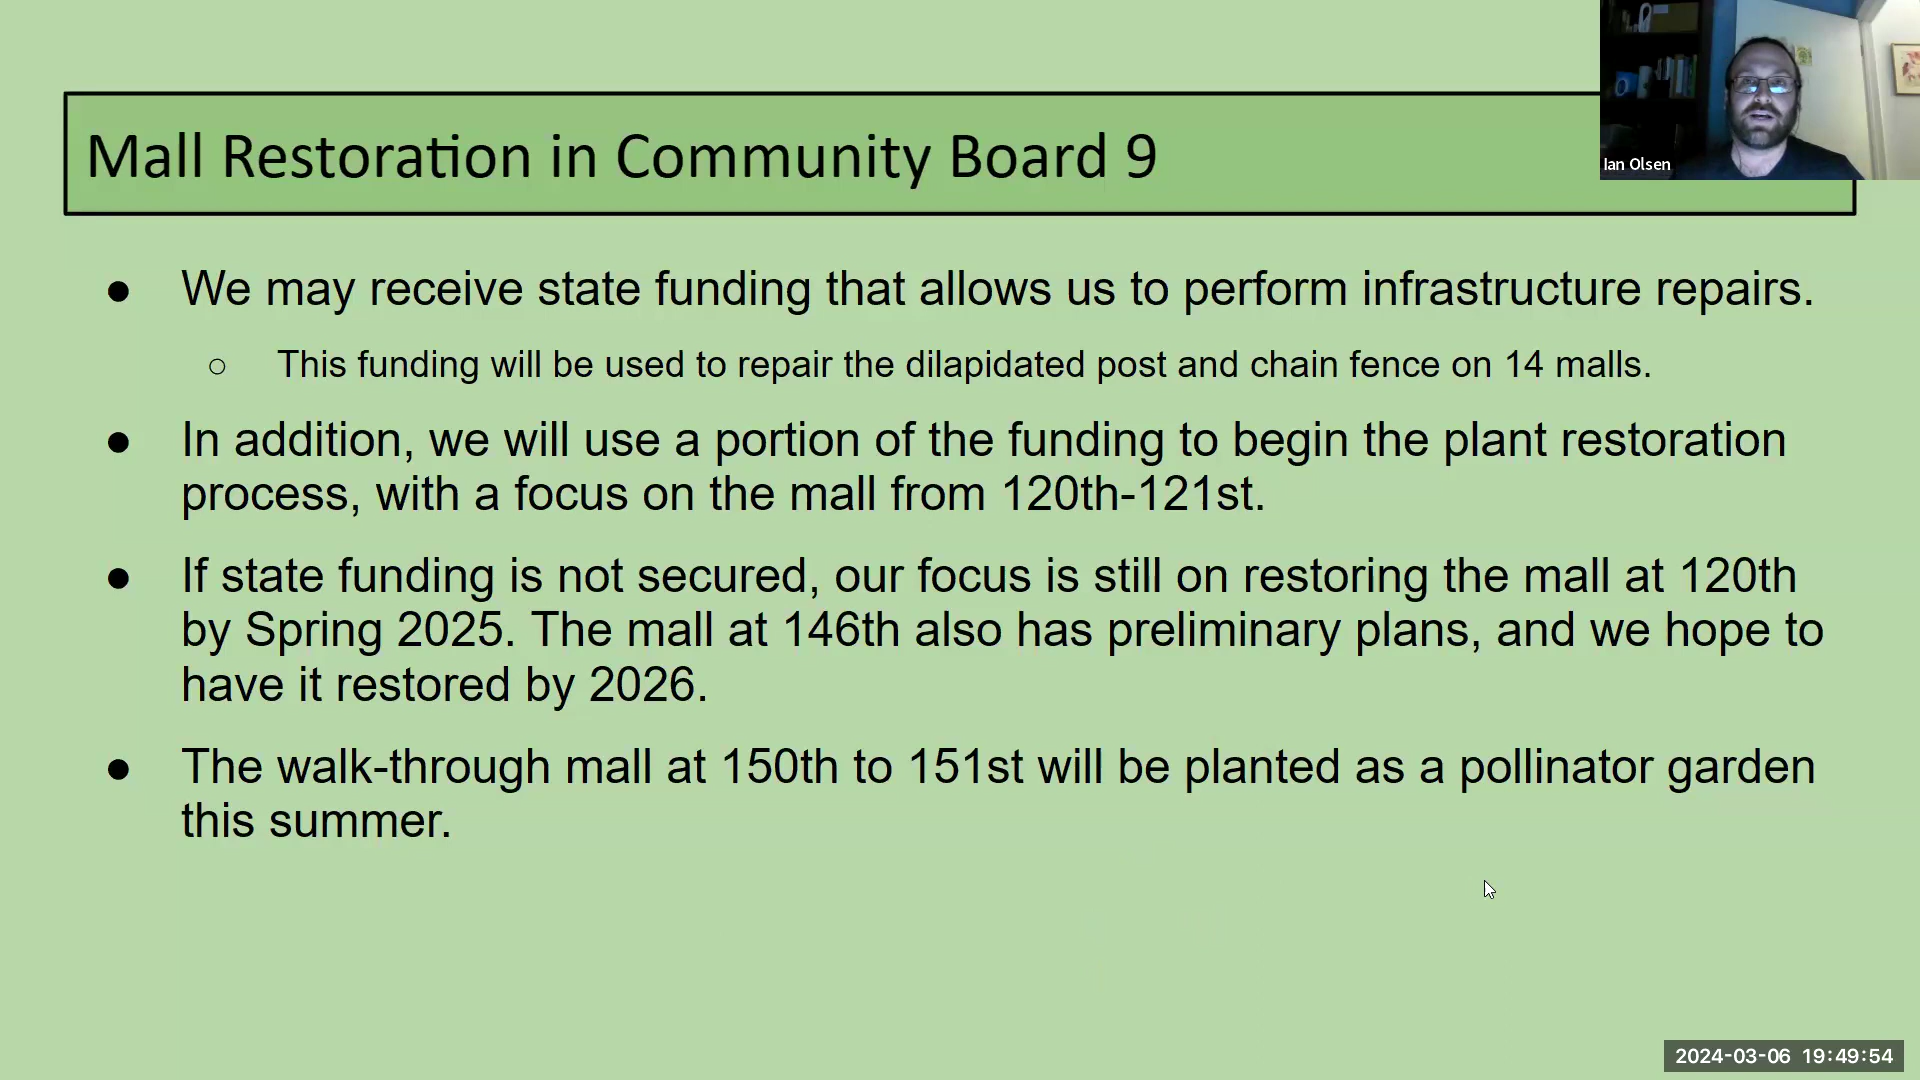 Mall Restoration in Community Board 9
Ian Olsen
● We may receive state funding that allows us to perform infrastructure repairs.
○ This funding will be used to repair the dilapidated post and chain fence on 14 malls.
● In addition, we will use a portion of the funding to begin the plant restoration
process, with a focus on the mall from 120th-121st.
● If state funding is not secured, our focus is still on restoring the mall at 120th
by Spring 2025. The mall at 146th also has preliminary plans, and we hope to
have it restored by 2026.
● The walk-through mall at 150th to 151st will be planted as a pollinator garden
this summer.
2024-03-06 19:49:54